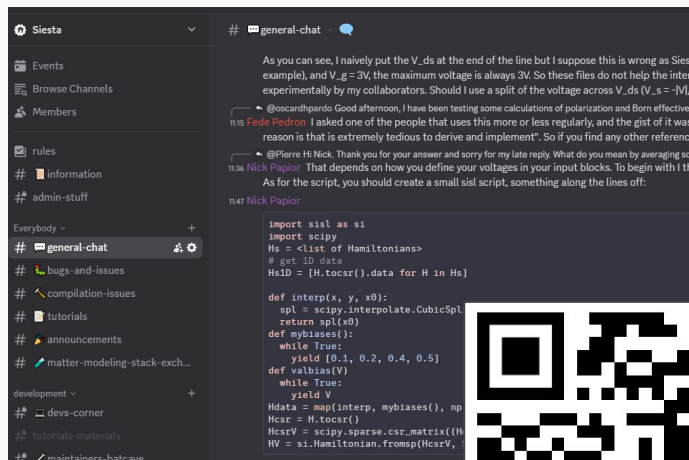 Siesta
Events
Browse Channels
Members
rules
# information
admin-stuff
Everybody
# general-chat
# bugs-and-issues
# compilation-issues
# tutorials
# announcements
# matter-modeling-stack-exch...
development
devs-corner
tutorials-materials
maintainers-batcave
# general-chat
As you can see, I naively put the V_ds at the end of the line but I suppose this is wrong as Sies
example), and V_g = 3V, the maximum voltage is always 3V. So these files do not help the inte
experimentally by my collaborators. Should I use a split of the voltage across V_ds (V_s = -|V|,
@oscardhpardo Good afternoon, I have been testing some calculations of polarization and Born effective
11:15 Fede Pedron I asked one of the people that uses this more or less regularly, and the gist of it was
reason is that is extremely tedious to derive and implement". So if you find any other referenc
@Pierre Hi Nick. Thank you for your answer and sorry for my late reply. What do you mean by averaging so
11:36 Nick Papior That depends on how you define your voltages in your input blocks. To begin with I th
As for the script, you should create a small sisl script, something along the lines off:
11:47 Nick Papior
import sisl as si
import scipy
Hs = <list of Hamiltonians>
# get 1D data
Hs1D = [H.tocsr().data for H in Hs]
def interp(x, y, x0):
spl = scipy.interpolate.CubicSpl
return spl(x0)
def mybiases():
while True:
yield [0.1, 0.2, 0.4, 0.5]
def valbias(V)
while True:
yield V
Hdata = map(interp, mybiases(), np
Hcsr = H.tocsr()
HcsrV = scipy.sparse.csr_matrix((H
HV = si.Hamiltonian.fromsp(HcsrV,